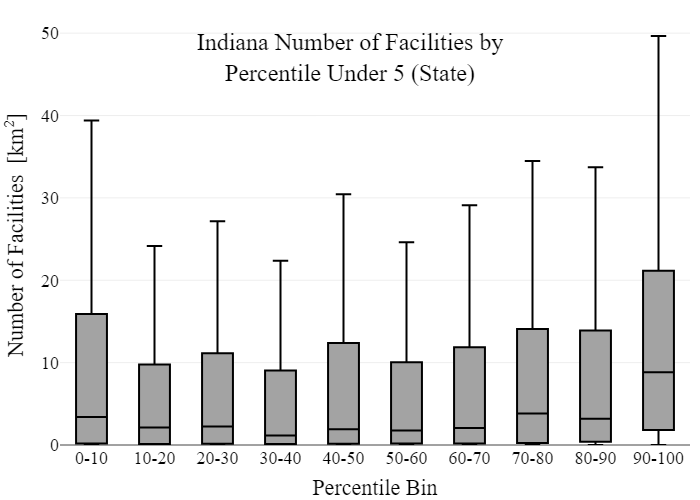 Indiana Number of Facilities by
Percentile Under 5 (State)
Number of Facilities [km²]
50
40
30
20
10
0
0-10 10-20 20-30 30-40 40-50 50-60 60-70 70-80 80-90 90-100
Percentile Bin